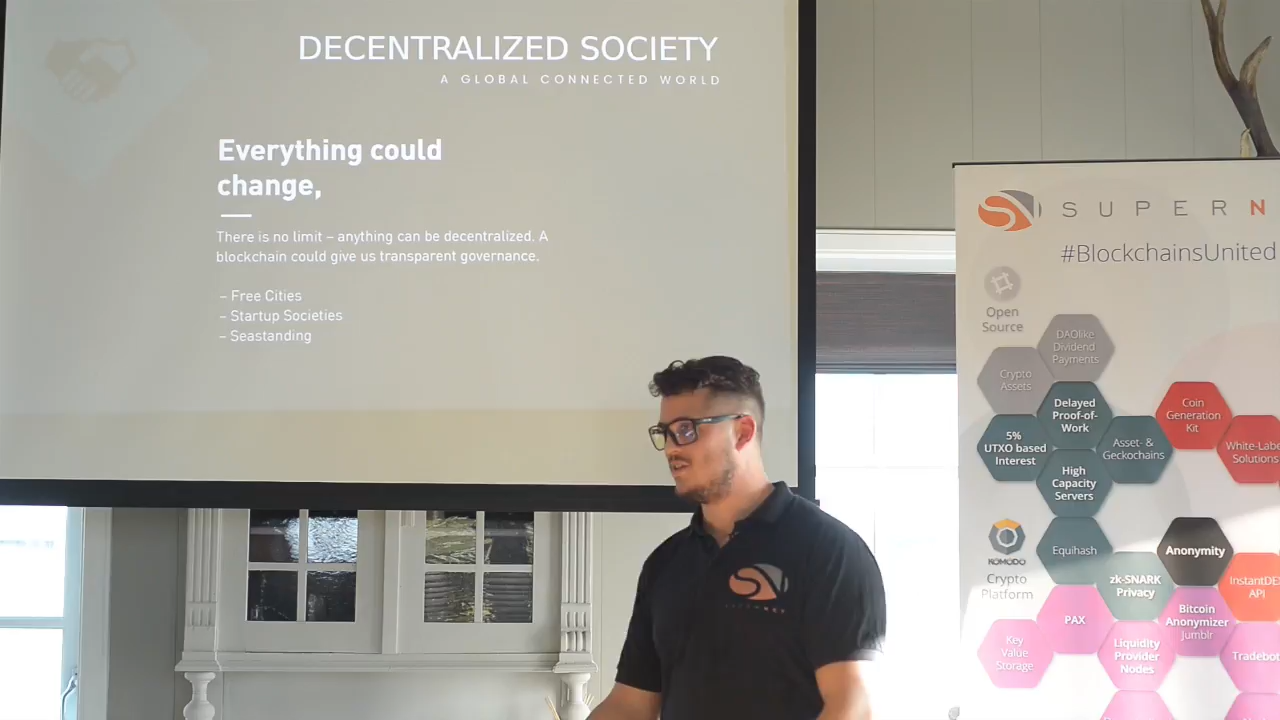 DECENTRALIZED SOCIETY
A GLOBAL CONNECTED WORLD
Everything could
change,
There is no limit – anything can be decentralized. A
blockchain could give us transparent governance.
– Free Cities
– Startup Societies
– Seastanding
SUPERN
#BlockchainsUnited
Open
Source
DAOlike
Dividend
Payments
Crypto
Assets
Delayed
Proof-of-
Work
Coin
Generation
Kit
5%
UTXO based
Interest
Asset- &
Geckochains
White-Labe
Solutions
High
Capacity
Servers
KOMODO
Crypto
Platform
Equihash
Anonymity
zk-SNARK
Privacy
InstantDE
API
PAX
Bitcoin
Anonymizer
Jumblr
Key
Value
Storage
Liquidity
Provider
Nodes
Tradebot